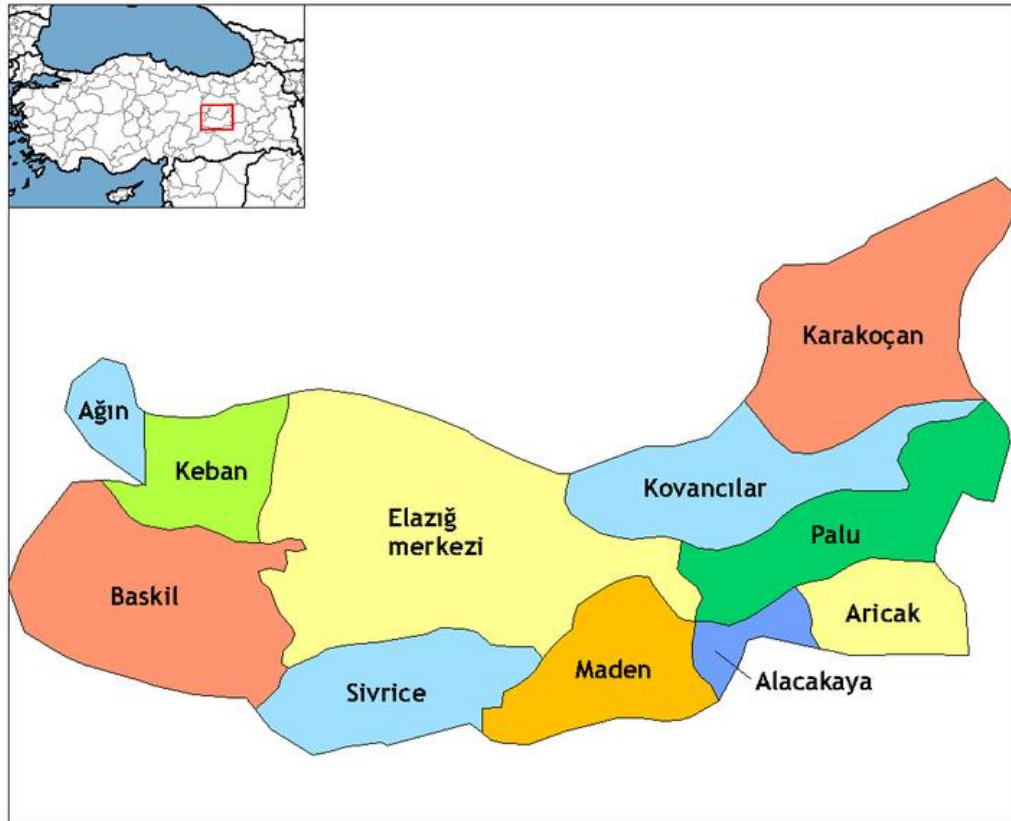 Karakoçan
Ağın
Keban
Kovancılar
Elazığ
merkezi
Palu
Baskil
Aricak
Maden
Alacakaya
Sivrice